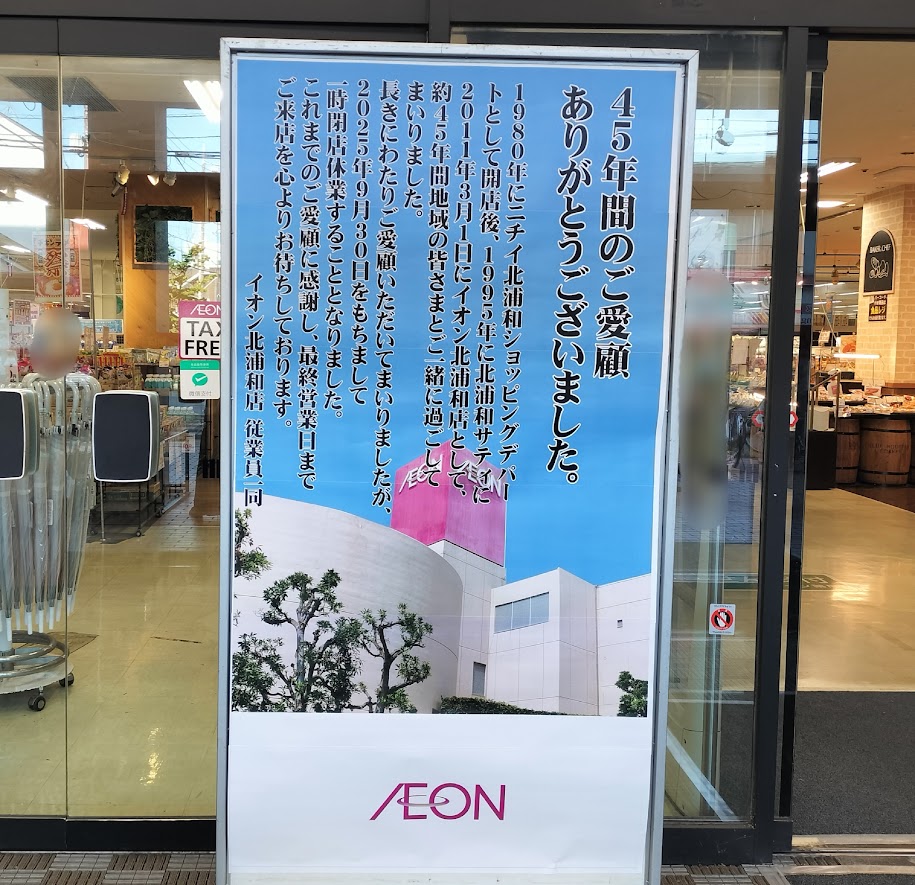 45年間のご愛顧
ありがとうございました。
1980年にニチイ北浦和ショッピングデパー
トとして開店後、1995年に北浦和サティに
2011年3月1日にイオン北浦和店として、
約45年間地域の皆さまとご一緒に過ごして
まいりました。
長きにわたりご愛顧いただいてまいりましたが、
2025年9月30日をもちまして
一時閉店休業することとなりました。
これまでのご愛顧に感謝し、最終営業日まで
ご来店を心よりお待ちしております。
イオン北浦和店 従業員一同
AEON
AEON
AEON
AEON
TAX
FRE
BAKER CHEF